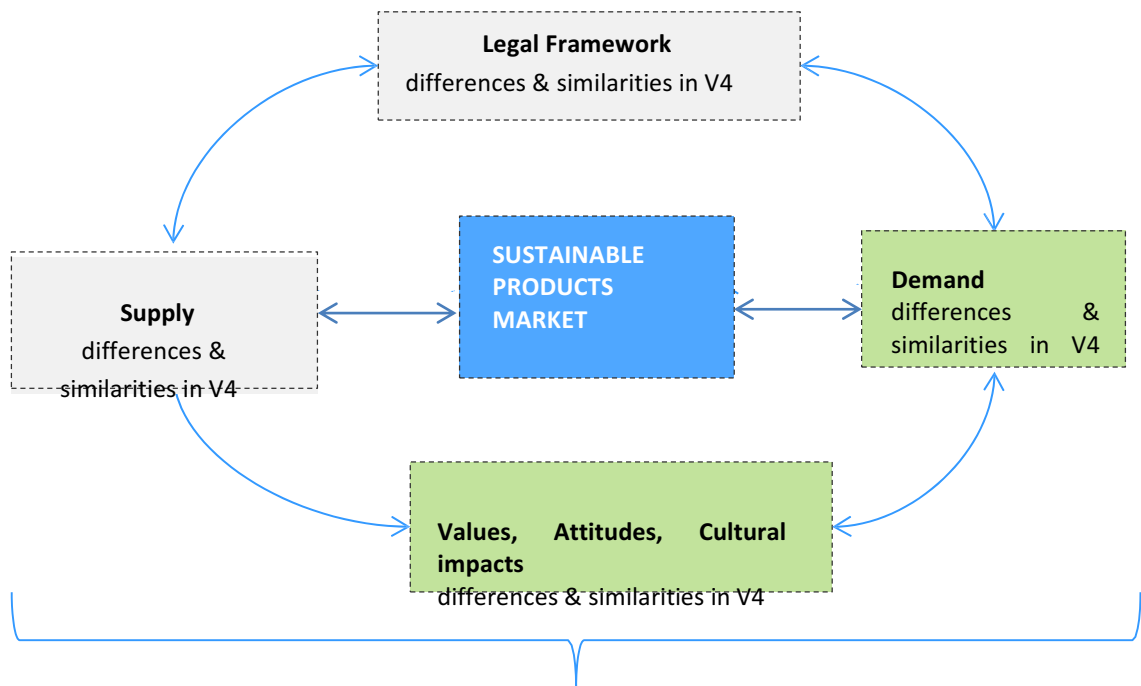 Legal Framework
differences & similarities in V4
SUSTAINABLE
PRODUCTS
MARKET
Supply
differences &
similarities in V4
Demand
differences &
similarities in V4
Values, Attitudes, Cultural
impacts
differences & similarities in V4